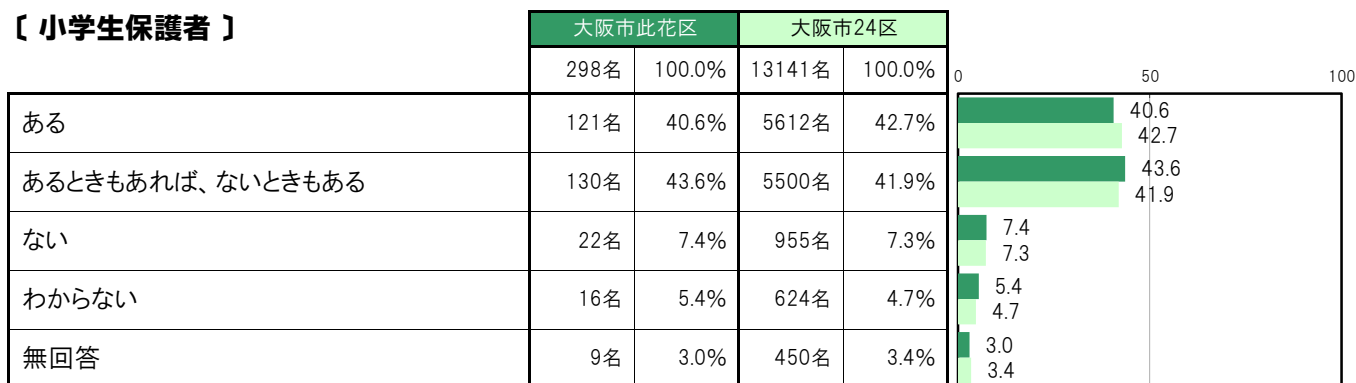 〔 小学生保護者 〕
大阪市此花区 大阪市24区
298名 100.0% 13141名 100.0%
0 50 100
ある 121名 40.6% 5612名 42.7%
40.6
42.7
あるときもあれば、ないときもある 130名 43.6% 5500名 41.9%
43.6
41.9
ない 22名 7.4% 955名 7.3%
7.4
7.3
わからない 16名 5.4% 624名 4.7%
5.4
4.7
無回答 9名 3.0% 450名 3.4%
3.0
3.4